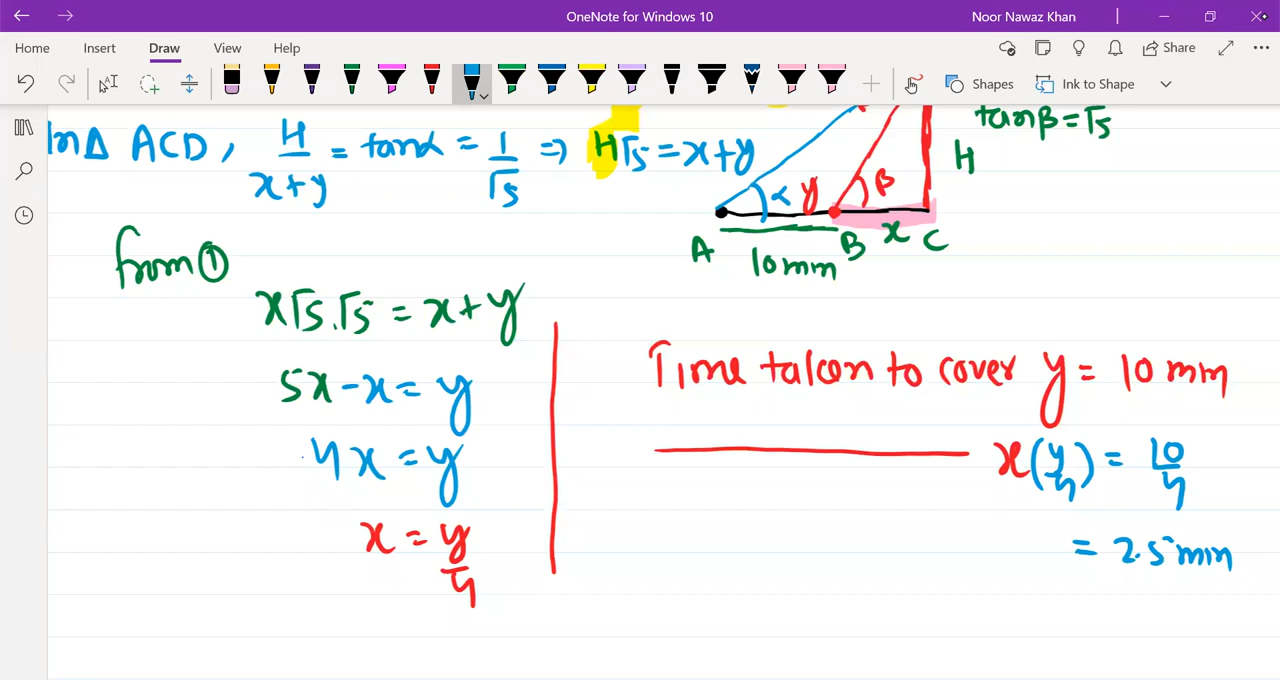 OneNote for Windows 10
Noor Nawaz Khan
Home Insert Draw View Help
Share
Shapes
Ink to Shape
tanβ = √5
In Δ ACD, H/x+y = tanα = 1/√5 => H√5 = x+y
H
α y β
A B x C
10 mm
from ①
x√5.√5 = x+y
5x - x = y
4x = y
x = y/4
Time taken to cover y = 10 mm
x(y/4) = 10/4
= 2.5 min